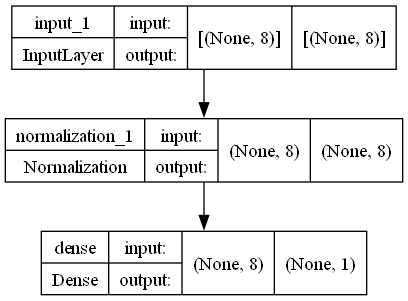 input_1 input: [(None, 8)] [(None, 8)]
InputLayer output:
normalization_1 input: (None, 8) (None, 8)
Normalization output:
dense input: (None, 8) (None, 1)
Dense output: